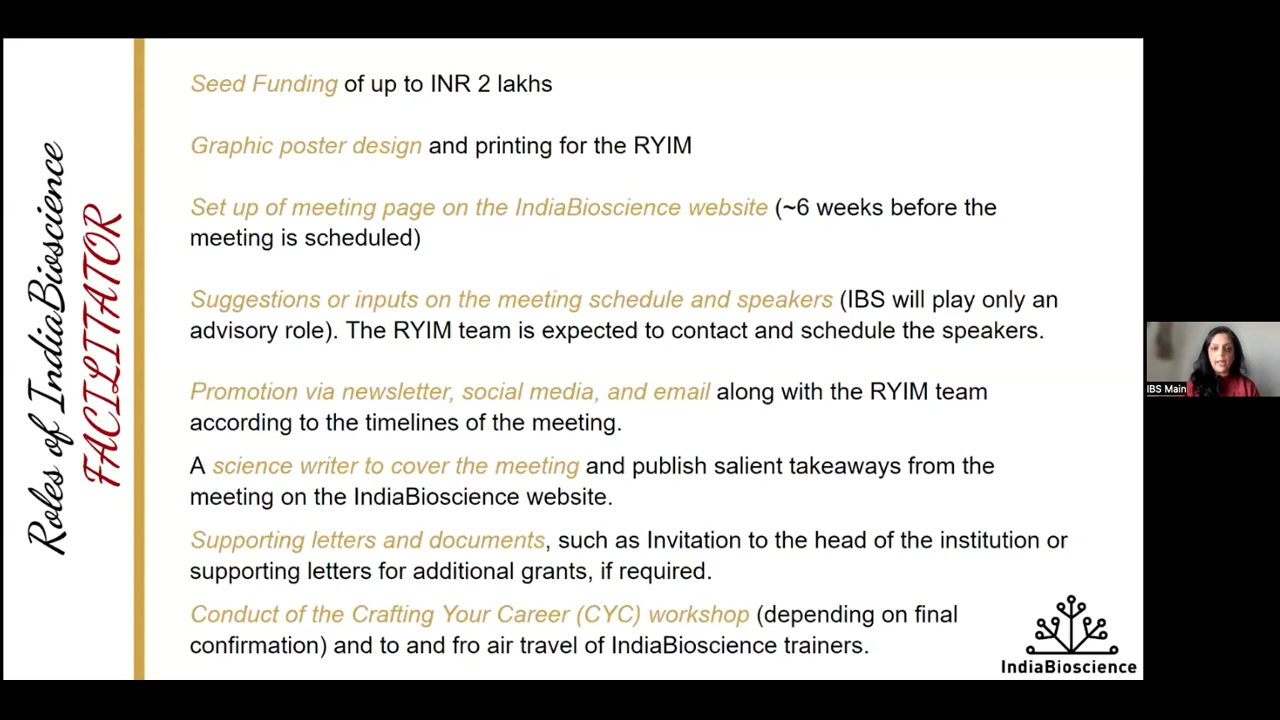 Roles of IndiaBioscience
FACILITATOR
Seed Funding of up to INR 2 lakhs
Graphic poster design and printing for the RYIM
Set up of meeting page on the IndiaBioscience website (~6 weeks before the
meeting is scheduled)
Suggestions or inputs on the meeting schedule and speakers (IBS will play only an
advisory role). The RYIM team is expected to contact and schedule the speakers.
Promotion via newsletter, social media, and email along with the RYIM team
according to the timelines of the meeting.
A science writer to cover the meeting and publish salient takeaways from the
meeting on the IndiaBioscience website.
Supporting letters and documents, such as Invitation to the head of the institution or
supporting letters for additional grants, if required.
Conduct of the Crafting Your Career (CYC) workshop (depending on final
confirmation) and to and fro air travel of IndiaBioscience trainers.
IndiaBioscience
IBS Main